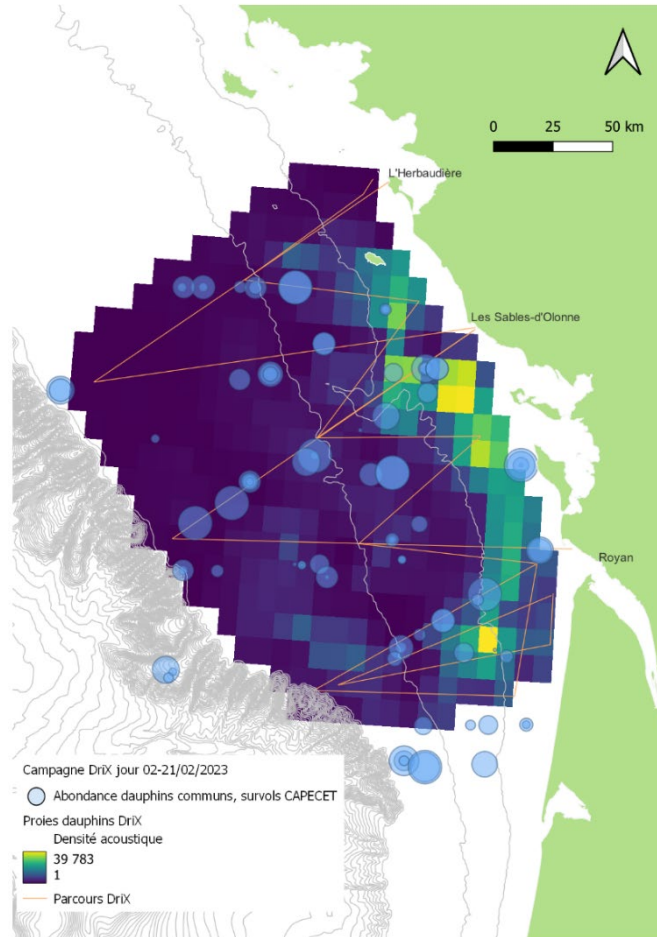 0 25 50 km
L'Herbaudière
Les Sables-d'Olonne
Royan
Campagne DriX jour 02-21/02/2023
Abondance dauphins communs, survols CAPECET
Proies dauphins DriX
Densité acoustique
39 783
1
Parcours DriX